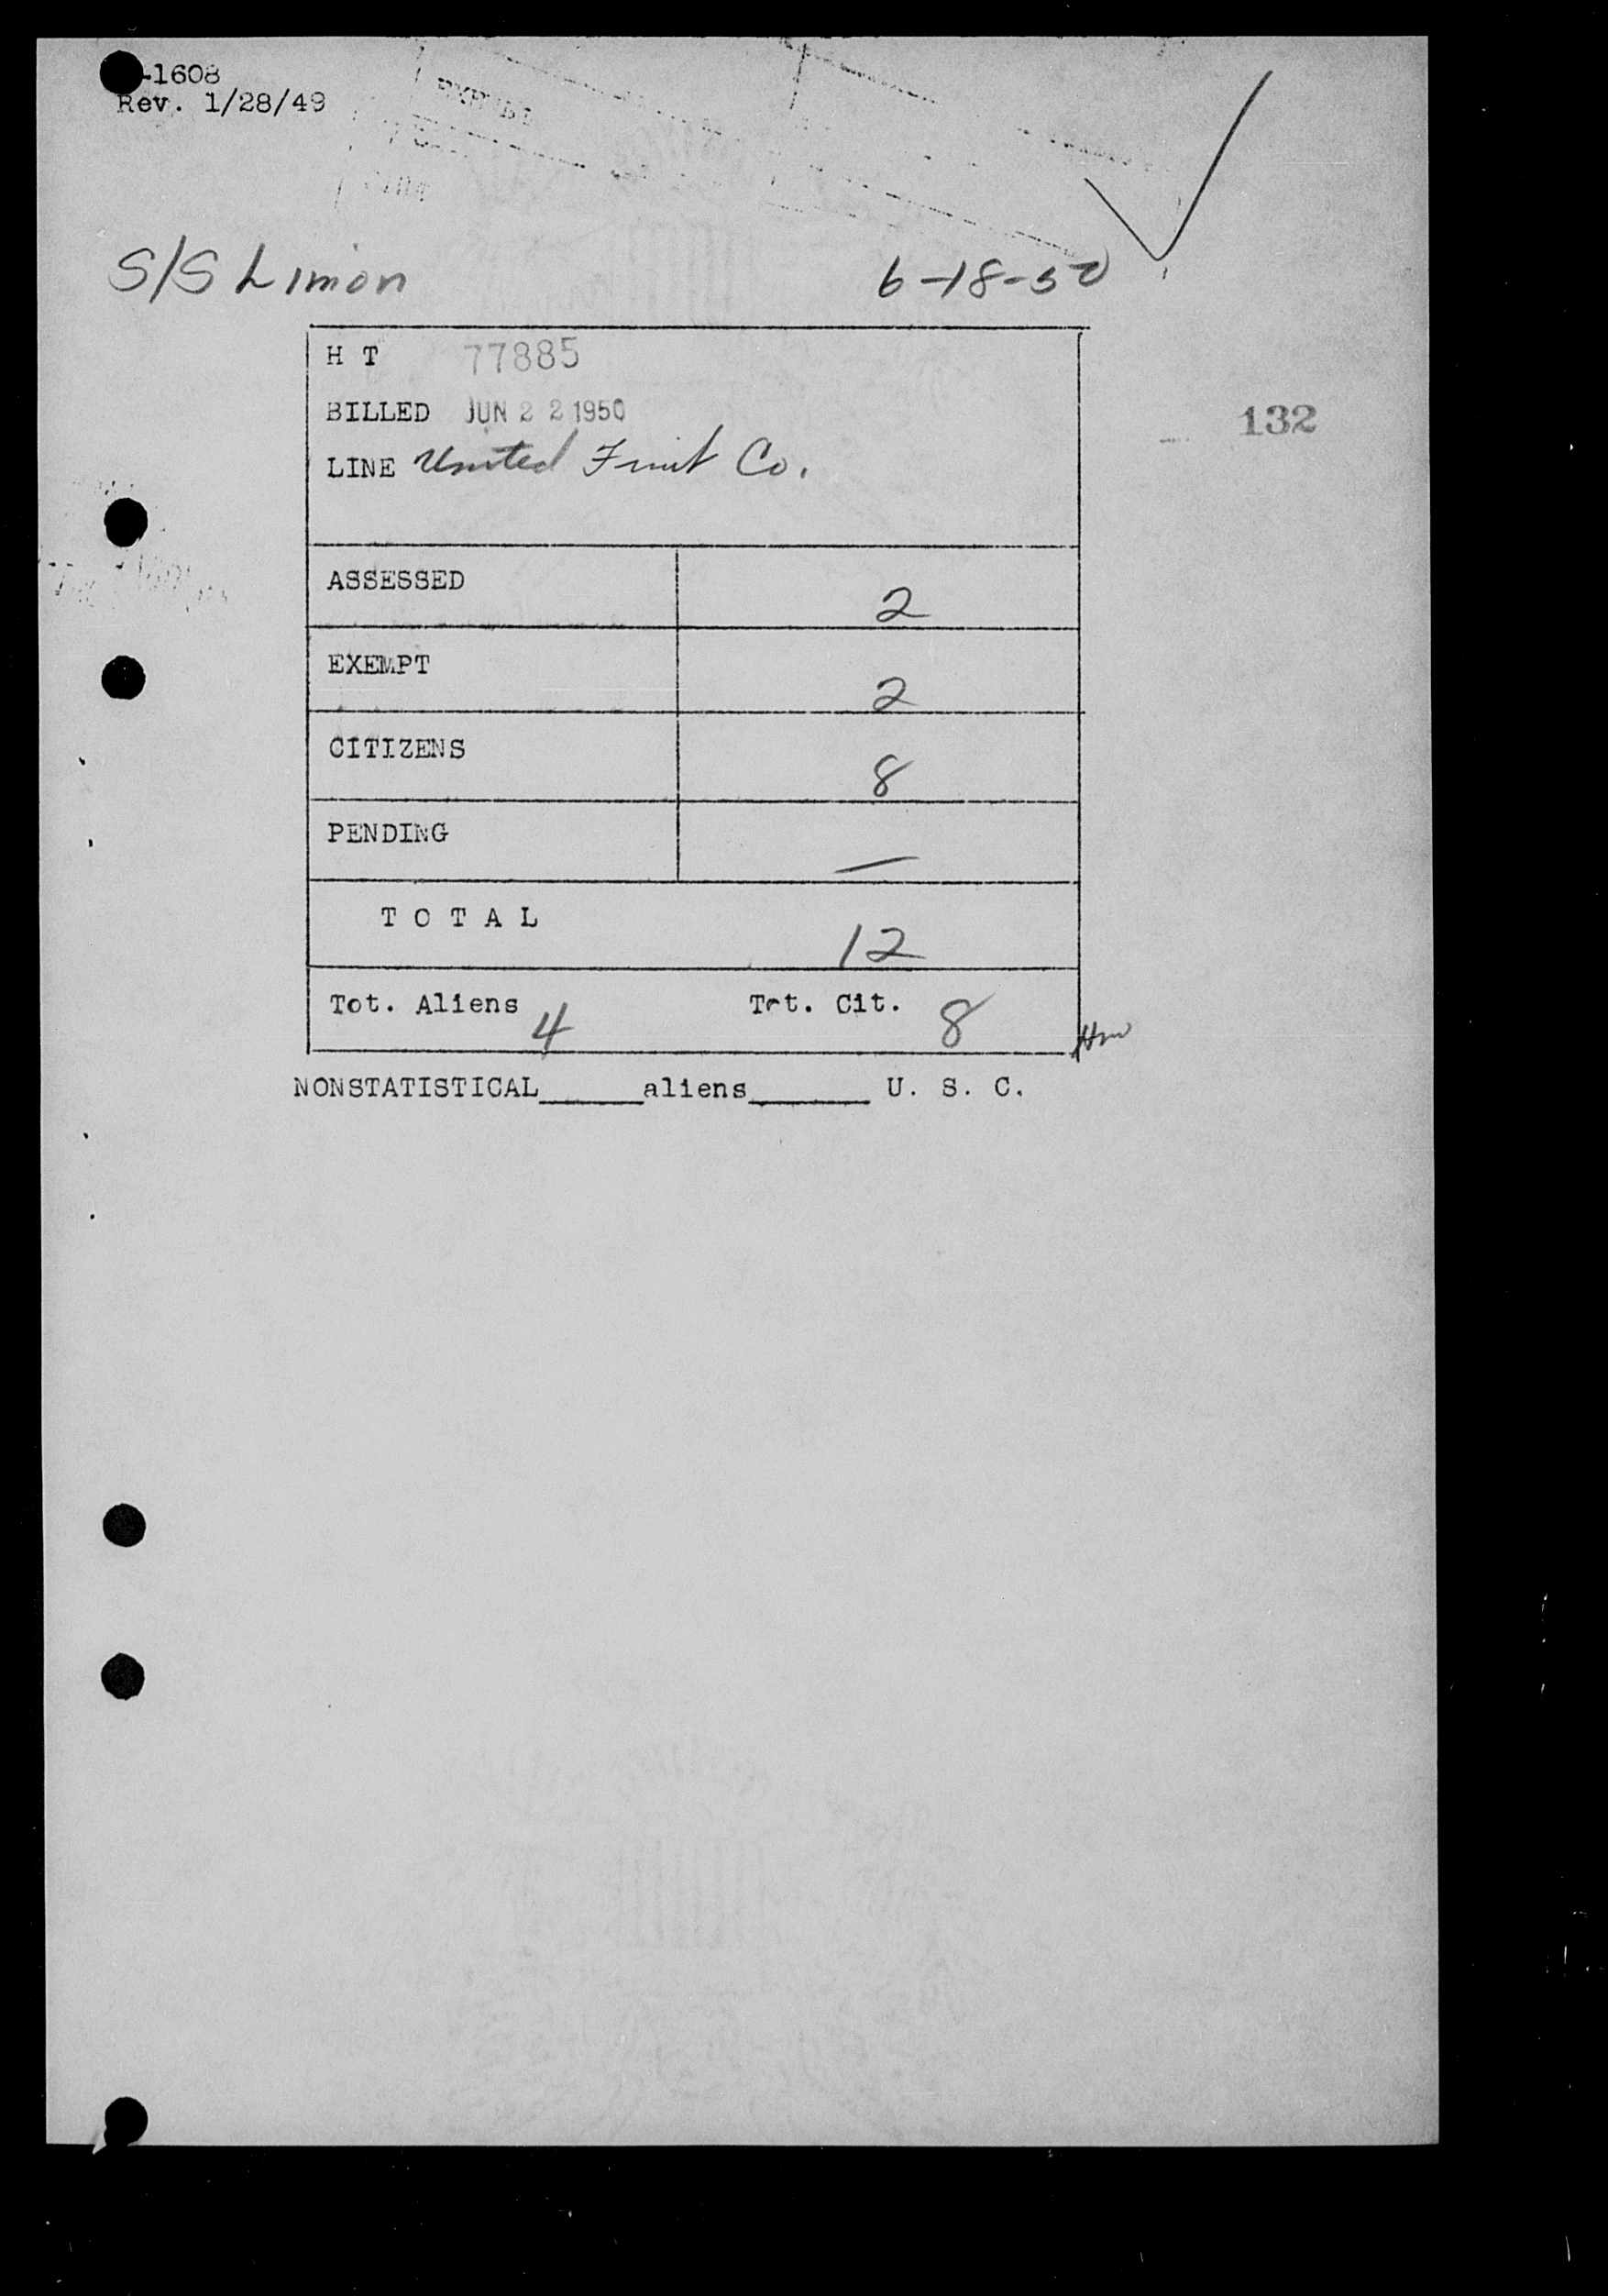 -1608
Rev. 1/28/49
S/S Limon 6-18-50
H T 77885
BILLED JUN 2 2 1950
132
LINE United Fruit Co.
ASSESSED 2
EXEMPT 2
CITIZENS 8
PENDING —
T O T A L 12
Tot. Aliens 4 Tot. Cit. 8
NONSTATISTICAL______aliens_______ U. S. C.